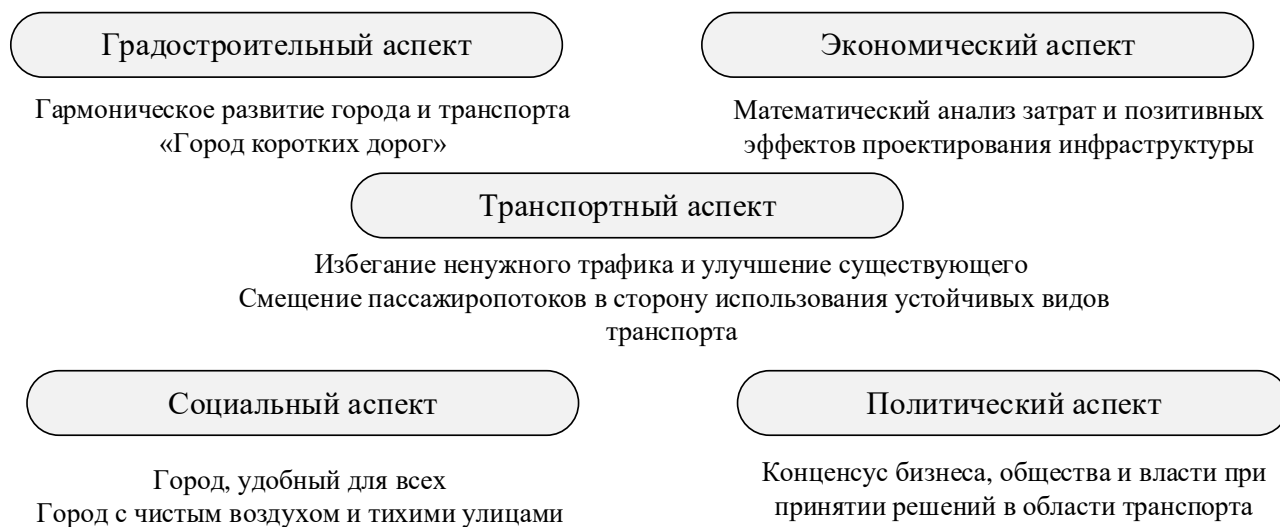 Градостроительный аспект
Экономический аспект
Гармоническое развитие города и транспорта
«Город коротких дорог»
Математический анализ затрат и позитивных
эффектов проектирования инфраструктуры
Транспортный аспект
Избегание ненужного трафика и улучшение существующего
Смещение пассажиропотоков в сторону использования устойчивых видов
транспорта
Социальный аспект
Политический аспект
Город, удобный для всех
Город с чистым воздухом и тихими улицами
Конценсус бизнеса, общества и власти при
принятии решений в области транспорта